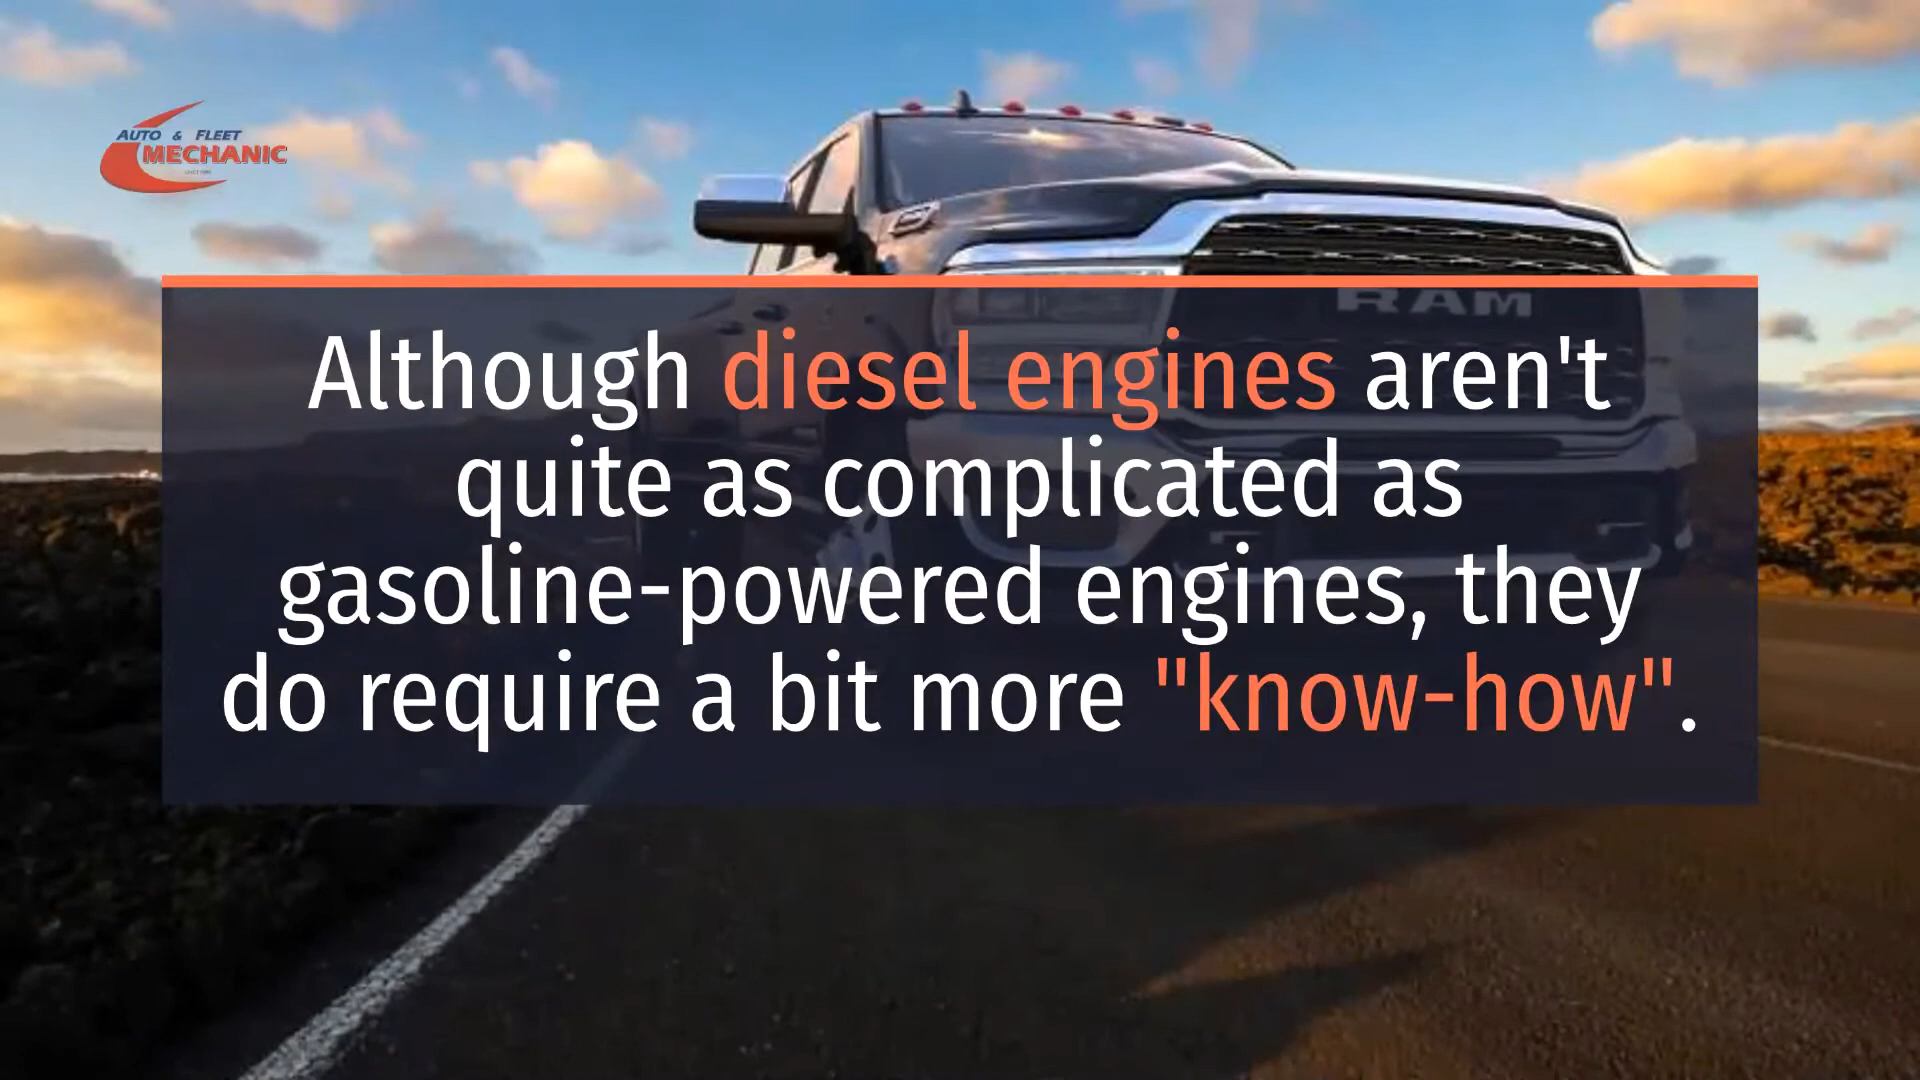 AUTO & FLEET
MECHANIC
RAM
Although diesel engines aren't
quite as complicated as
gasoline-powered engines, they
do require a bit more "know-how".